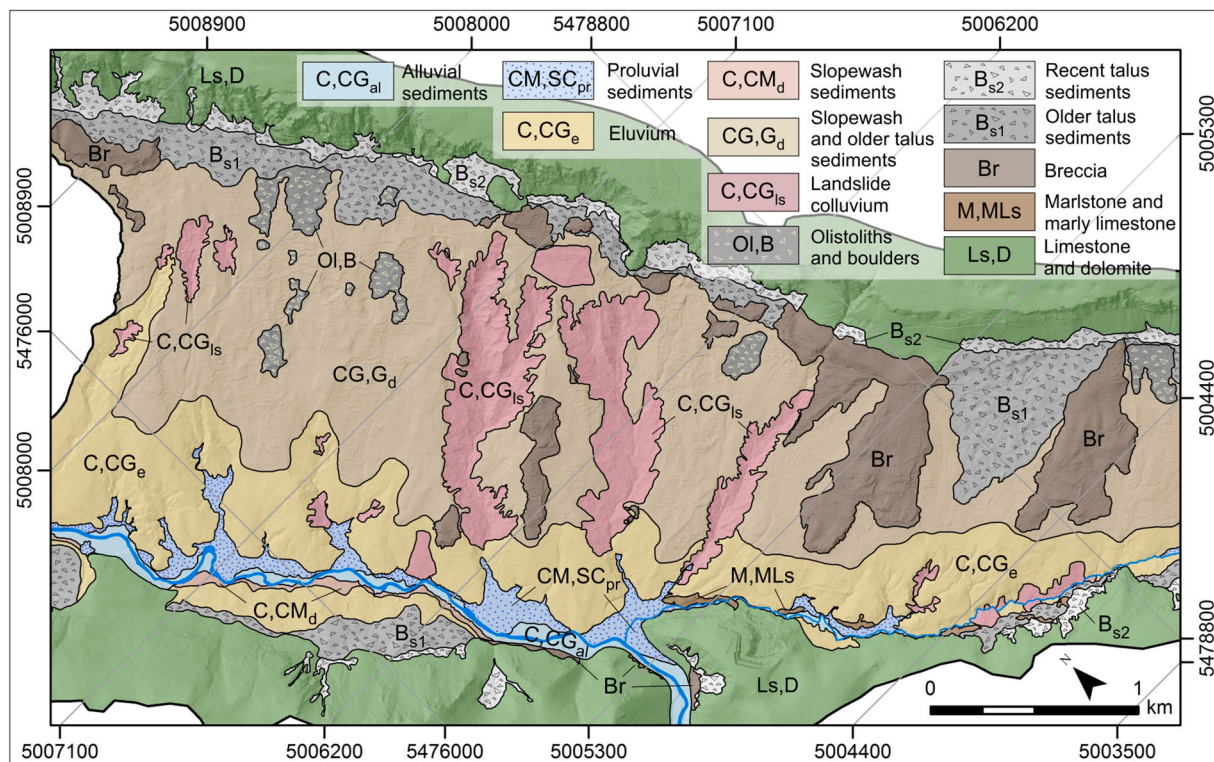 5008900
5008000
5478800
5007100
5006200
Ls,D
C,CGal
Alluvial
sediments
CM,SCpr
Proluvial
sediments
C,CGe
Eluvium
C,CMd
Slopewash
sediments
CG,Gd
Slopewash
and older talus
sediments
C,CGls
Landslide
colluvium
Ol,B
Olistoliths
and boulders
Bs2
Recent talus
sediments
Bs1
Older talus
sediments
Br
Breccia
M,MLs
Marlstone and
marly limestone
Ls,D
Limestone
and dolomite
5005300
5008900
Br
Bs1
Bs2
Ol,B
5476000
C,CGls
Bs2
CG,Gd
C,CGls
C,CGls
Bs1
5004400
5008000
C,CGe
Br
Br
CM,SCpr
M,MLs
C,CGe
C,CMd
Bs1
C,CGal
Bs2
5478800
Br
Ls,D
N
0
1
km
5007100
5006200
5476000
5005300
5004400
5003500